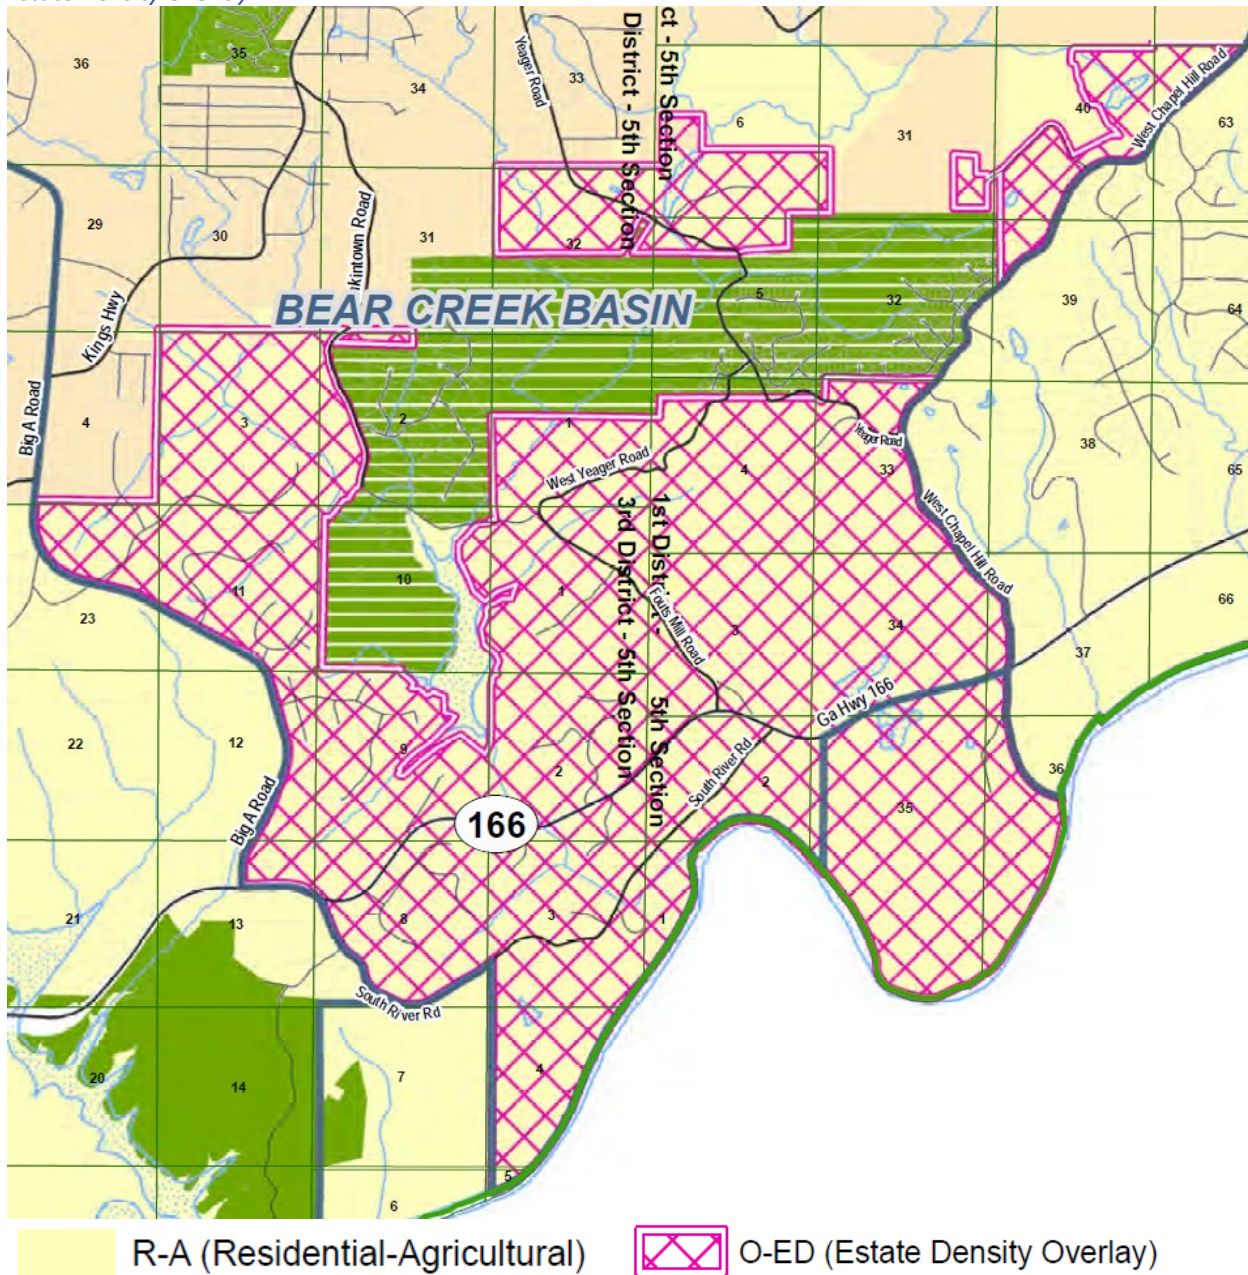 36
35
34
33
Yeager Road
District - 5th Section
ct - 5th Section
6
31
40
West Chapel Hill Road
63
29
30
31
32
kintown Road
Kings Hwy
BEAR CREEK BASIN
5
32
39
64
Big A Road
4
3
2
1
West Yeager Road
4
Yeager Road
33
38
65
West Chapel Hill Road
1st District -
5th Section
3rd District - 5th Section
23
11
10
1
Fouts Mill Road
3
34
66
37
22
12
9
2
Ga Hwy 166
South River Rd
2
36
Big A Road
166
35
21
13
8
3
1
South River Rd
20
14
7
4
5
6
R-A (Residential-Agricultural)
O-ED (Estate Density Overlay)